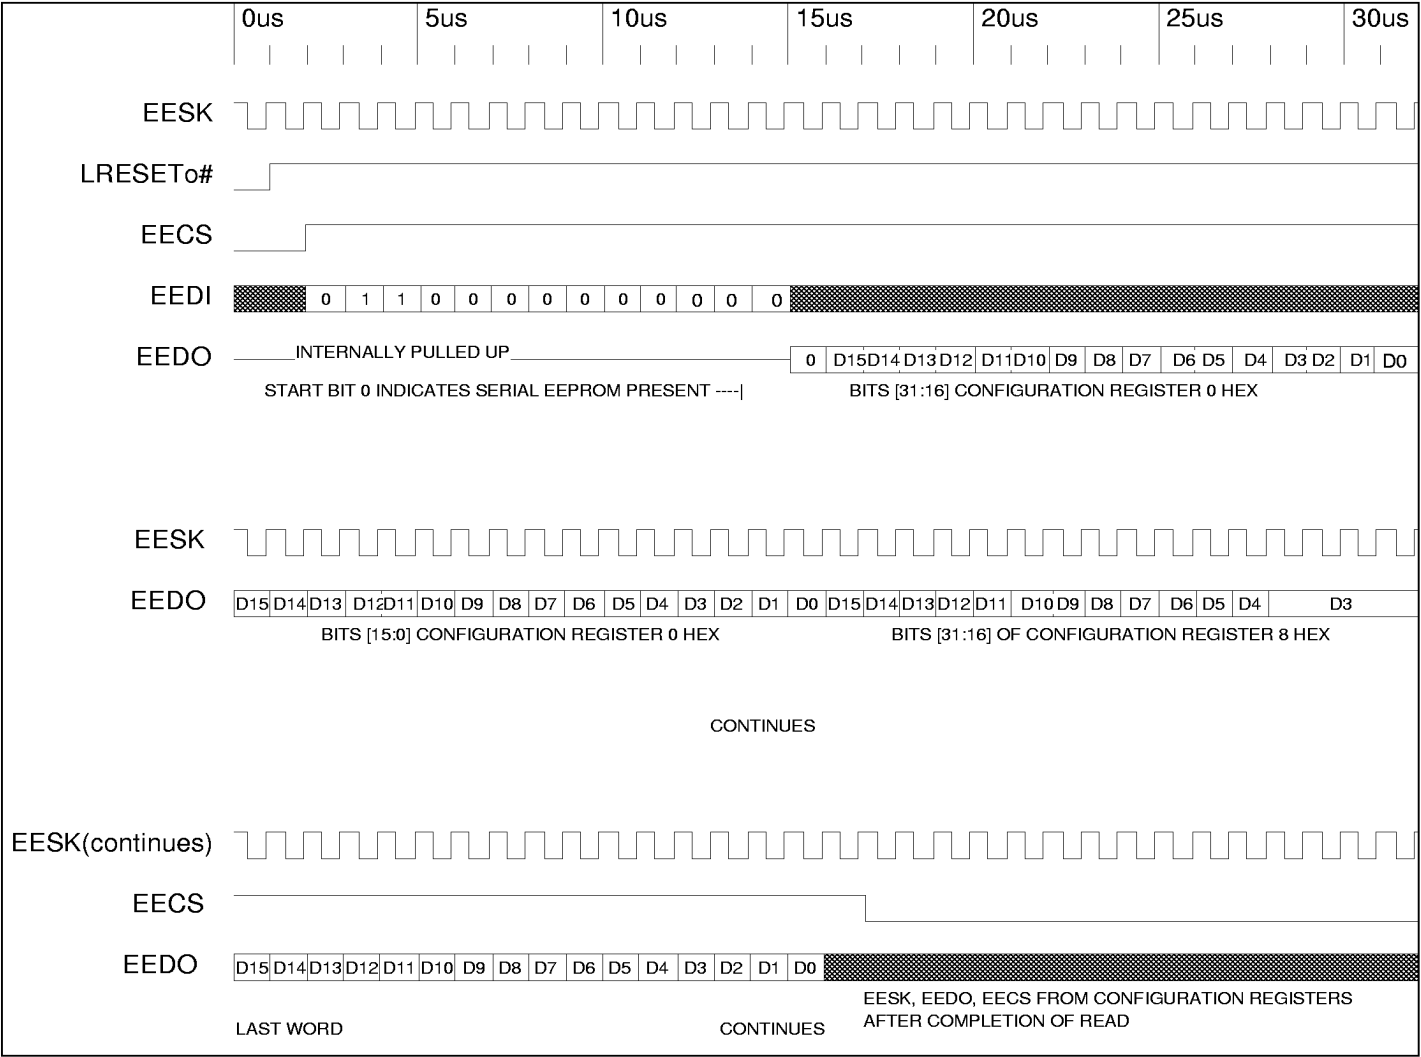 0us 5us 10us 15us 20us 25us 30us
EESK
LRESETo#
EECS
EEDI 0 1 1 0 0 0 0 0 0 0 0 0 0
EEDO INTERNALLY PULLED UP 0 D15 D14 D13 D12 D11 D10 D9 D8 D7 D6 D5 D4 D3 D2 D1 D0
START BIT 0 INDICATES SERIAL EEPROM PRESENT ----| BITS [31:16] CONFIGURATION REGISTER 0 HEX
EESK
EEDO D15 D14 D13 D12 D11 D10 D9 D8 D7 D6 D5 D4 D3 D2 D1 D0 D15 D14 D13 D12 D11 D10 D9 D8 D7 D6 D5 D4 D3
BITS [15:0] CONFIGURATION REGISTER 0 HEX BITS [31:16] OF CONFIGURATION REGISTER 8 HEX
CONTINUES
EESK(continues)
EECS
EEDO D15 D14 D13 D12 D11 D10 D9 D8 D7 D6 D5 D4 D3 D2 D1 D0
EESK, EEDO, EECS FROM CONFIGURATION REGISTERS
AFTER COMPLETION OF READ
LAST WORD CONTINUES